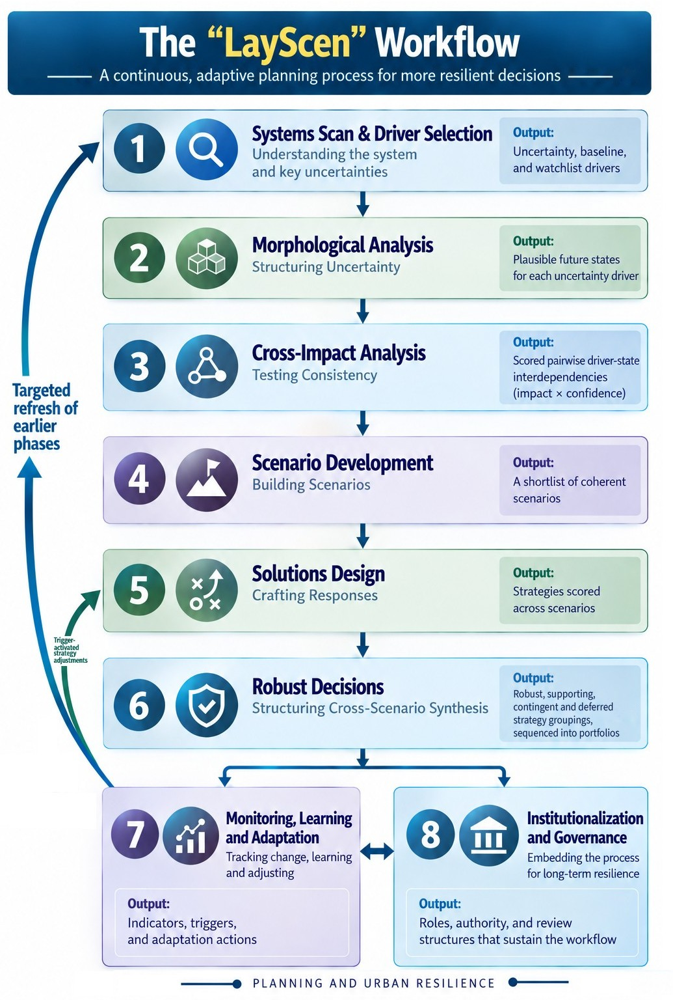 The “LayScen” Workflow
A continuous, adaptive planning process for more resilient decisions
1
Systems Scan & Driver Selection
Understanding the system
and key uncertainties
Output:
Uncertainty, baseline,
and watchlist drivers
2
Morphological Analysis
Structuring Uncertainty
Output:
Plausible future states
for each uncertainty driver
3
Cross-Impact Analysis
Testing Consistency
Output:
Scored pairwise driver-state
interdependencies
(impact × confidence)
Targeted
refresh of
earlier
phases
4
Scenario Development
Building Scenarios
Output:
A shortlist of coherent
scenarios
5
Solutions Design
Crafting Responses
Output:
Strategies scored
across scenarios
Trigger-
activated
strategy
adjustments
6
Robust Decisions
Structuring Cross-Scenario Synthesis
Output:
Robust, supporting,
contingent and deferred
strategy groupings,
sequenced into portfolios
7
Monitoring, Learning
and Adaptation
Tracking change, learning
and adjusting
Output:
Indicators, triggers,
and adaptation actions
8
Institutionalization
and Governance
Embedding the process
for long-term resilience
Output:
Roles, authority, and review
structures that sustain the workflow
PLANNING AND URBAN RESILIENCE